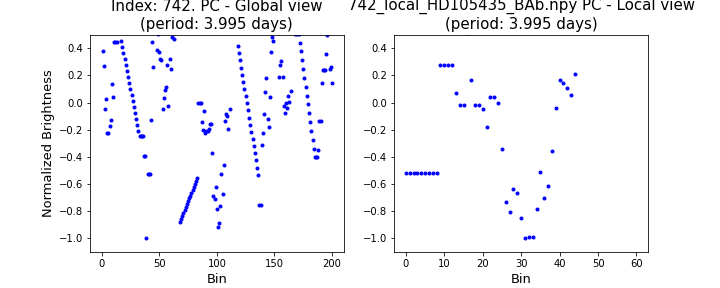 Index: 742. PC - Global view
(period: 3.995 days)
742_local_HD105435_BAb.npy PC - Local view
(period: 3.995 days)
Normalized Brightness
0.4
0.2
0.0
−0.2
−0.4
−0.6
−0.8
−1.0
0 50 100 150 200
Bin
0.4
0.2
0.0
−0.2
−0.4
−0.6
−0.8
−1.0
0 10 20 30 40 50 60
Bin